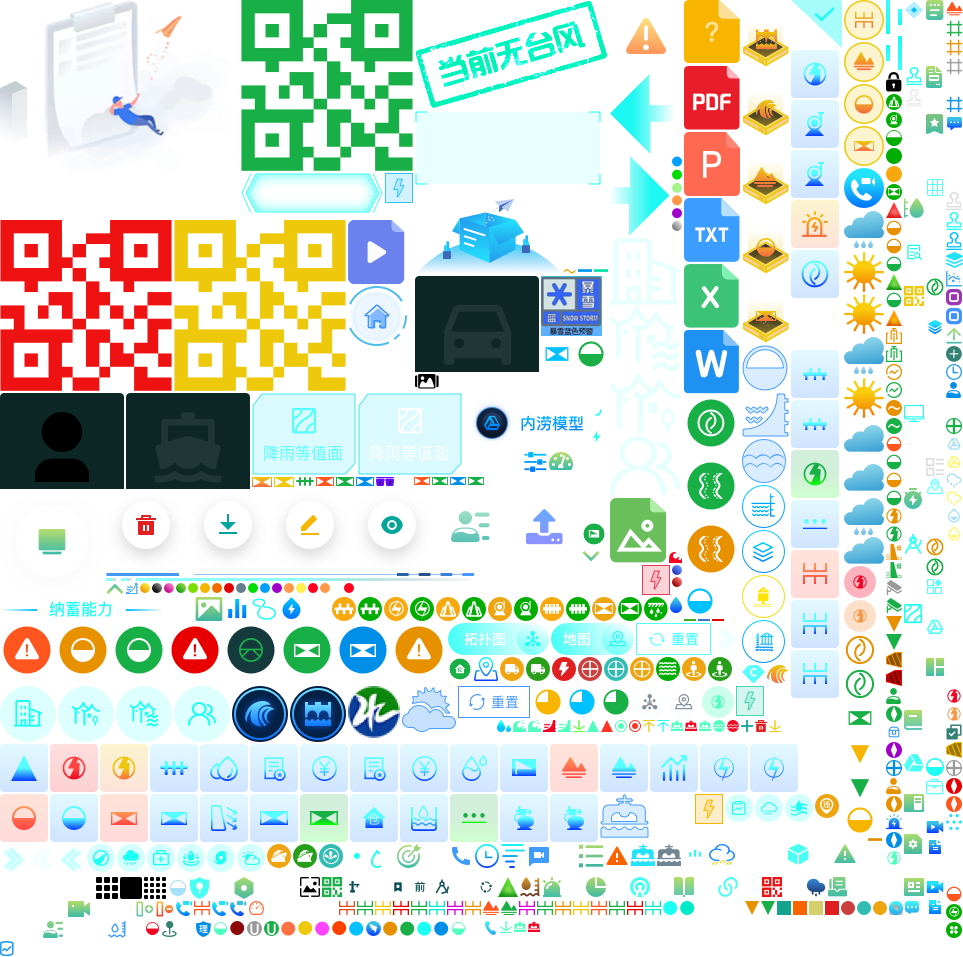 当前无台风
?
PDF
P
TXT
X
W
暴雪
SNOW STORM
暴雪蓝色预警
降雨等值面
降雨等值面
内涝模型
纳蓄能力
拓扑图
地图
重置
重置
前
理